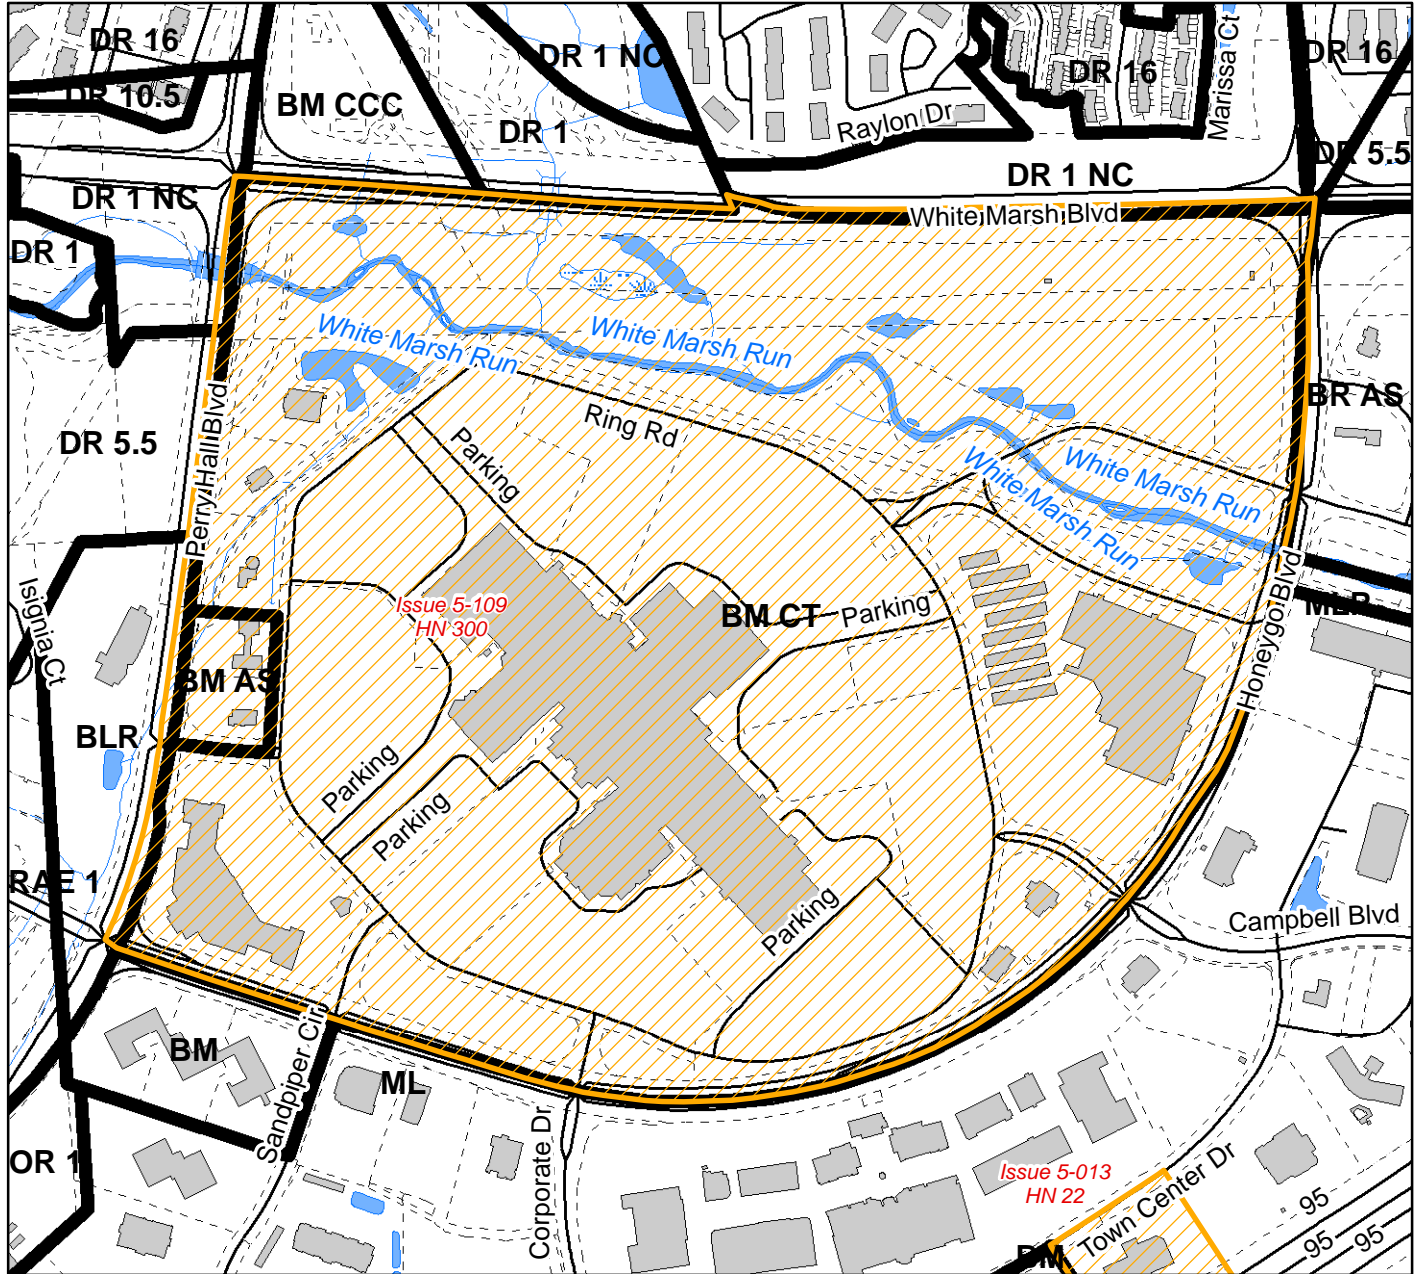 DR 16
DR 10.5
BM CCC
DR 1 NC
DR 1
DR 16
Marissa Ct
DR 16
Raylon Dr
DR 5.5
DR 1 NC
DR 1 NC
White Marsh Blvd
DR 1
White Marsh Run
White Marsh Run
Perry Hall Blvd
DR 5.5
Ring Rd
Parking
BR AS
White Marsh Run
White Marsh Run
Isignia Ct
Issue 5-109
HN 300
BM CT
Parking
Honeygo Blvd
MLR
BM AS
BLR
Parking
Parking
RAE 1
Parking
Campbell Blvd
BM
Sandpiper Cir
ML
Corporate Dr
OR 1
Issue 5-013
HN 22
Town Center Dr
BM
95
95
95